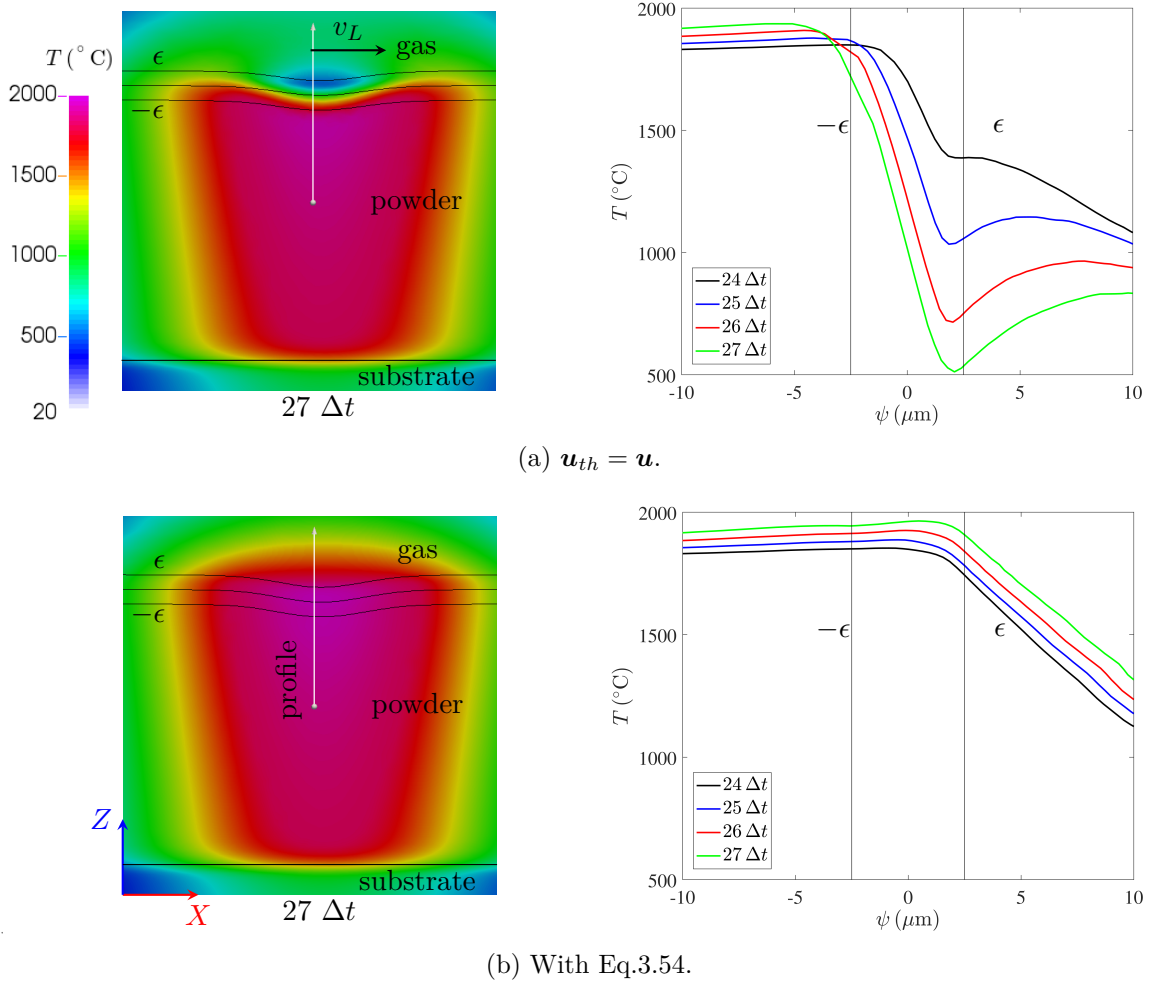 T (°C)
2000
1500
1000
500
20
ϵ
−ϵ
v_L
gas
powder
substrate
27 Δt
2000
1500
1000
500
T (°C)
−ϵ
ϵ
24 Δt
25 Δt
26 Δt
27 Δt
-10
-5
0
5
10
ψ (μm)
(a) u_th = u.
ϵ
−ϵ
gas
profile
powder
substrate
Z
X
27 Δt
2000
1500
1000
500
T (°C)
−ϵ
ϵ
24 Δt
25 Δt
26 Δt
27 Δt
-10
-5
0
5
10
ψ (μm)
(b) With Eq.3.54.